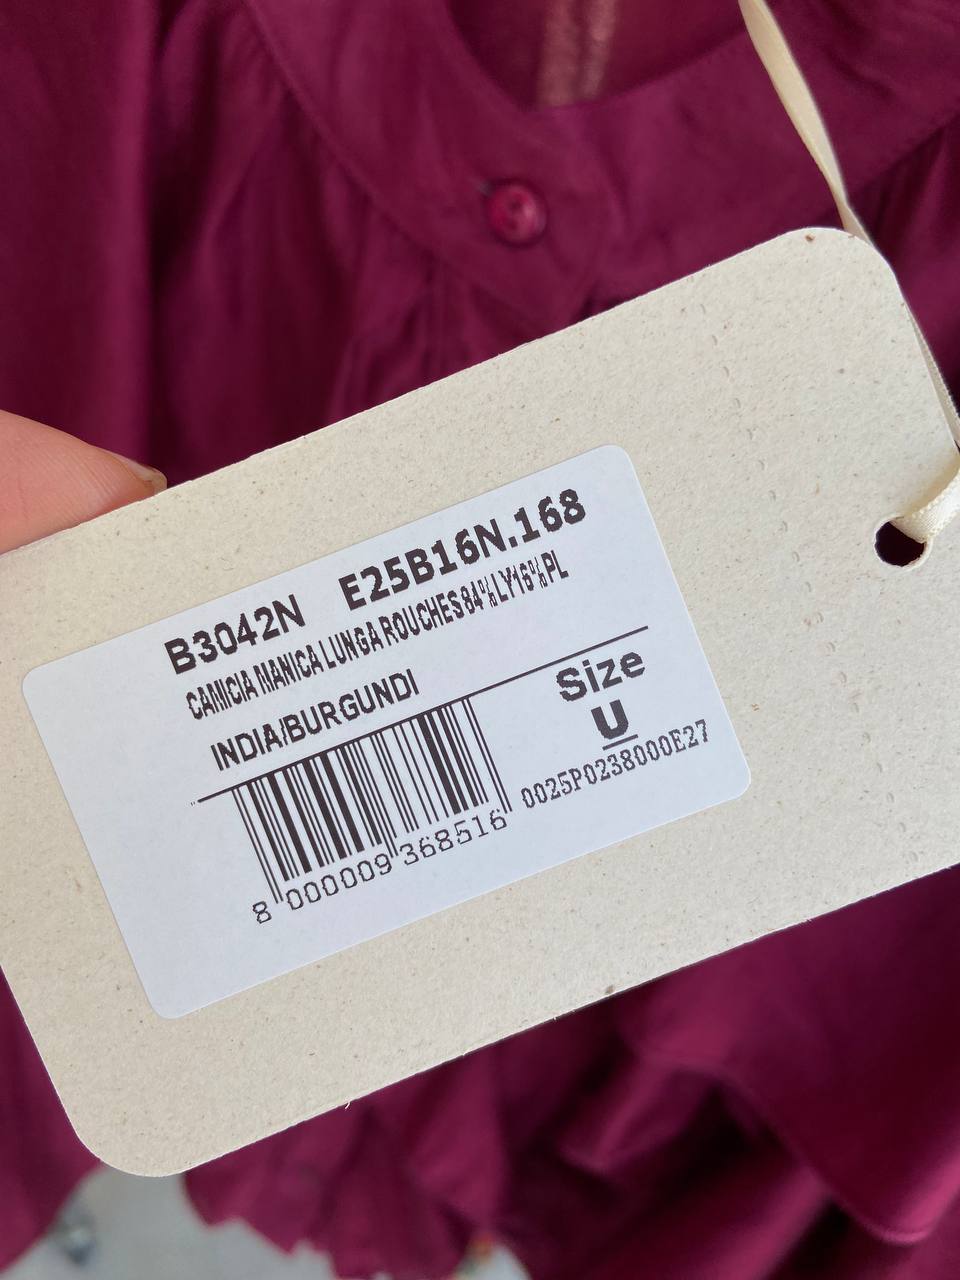 B3042N E25B16N.168
CAMICIA MANICA LUNGA ROUCHES 84%LY16%PL
INDIA/BURGUNDI
Size
U
0025P0238000E27
8 000009 368516